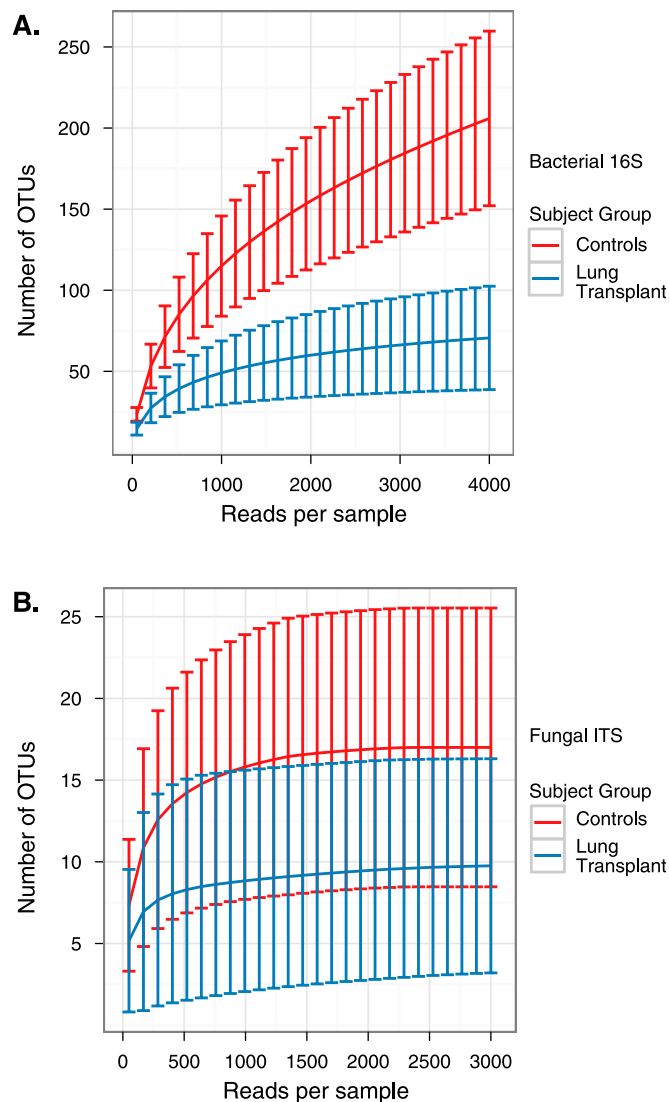 A.
250
200
150
100
50
Number of OTUs
0 1000 2000 3000 4000
Reads per sample
Bacterial 16S
Subject Group
Controls
Lung
Transplant
B.
25
20
15
10
5
Number of OTUs
0 500 1000 1500 2000 2500 3000
Reads per sample
Fungal ITS
Subject Group
Controls
Lung
Transplant